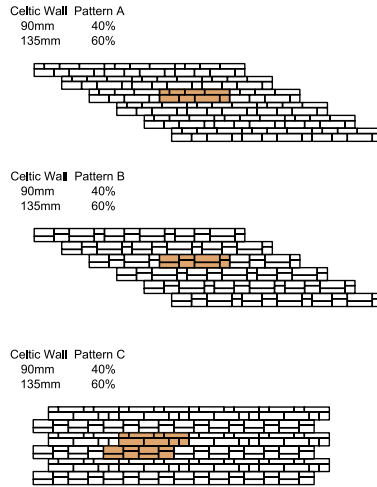 Celtic Wall Pattern A
90mm 40%
135mm 60%
Celtic Wall Pattern B
90mm 40%
135mm 60%
Celtic Wall Pattern C
90mm 40%
135mm 60%